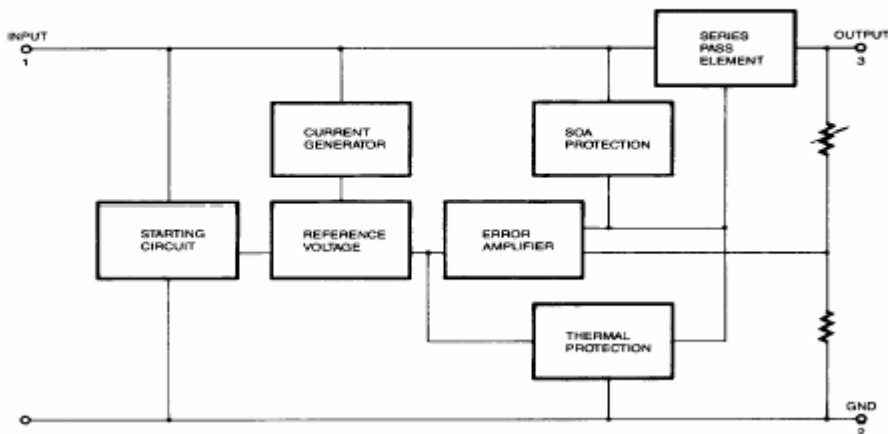 INPUT
1
SERIES
PASS
ELEMENT
OUTPUT
3
CURRENT
GENERATOR
SOA
PROTECTION
STARTING
CIRCUIT
REFERENCE
VOLTAGE
ERROR
AMPLIFIER
THERMAL
PROTECTION
GND
2